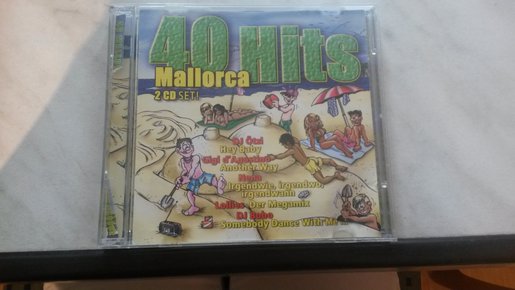 40 Hits
Mallorca
2 CD SET!
DJ Ötzi
Hey Baby
Gigi d'Agostino
Another Way
Nena
Irgendwie, irgendwo,
irgendwann
Lollies Der Megamix
DJ Bobo
Somebody Dance With Me